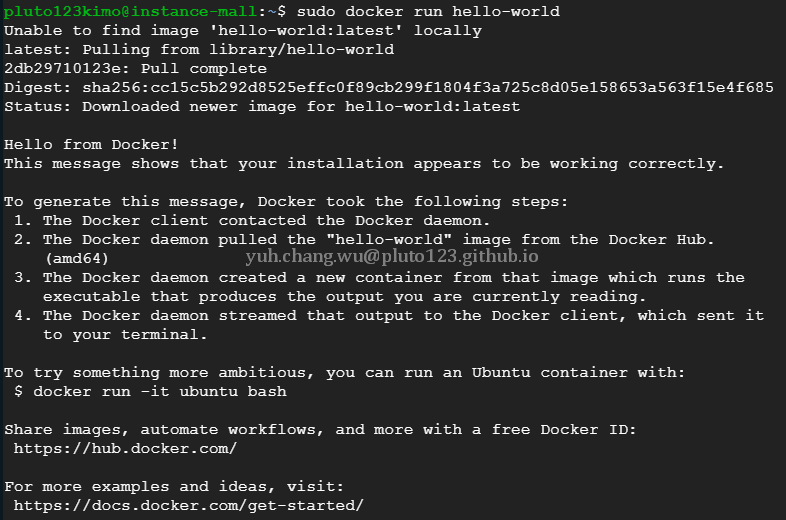 pluto123kimo@instance-mall:~$ sudo docker run hello-world
Unable to find image 'hello-world:latest' locally
latest: Pulling from library/hello-world
2db29710123e: Pull complete
Digest: sha256:cc15c5b292d8525effc0f89cb299f1804f3a725c8d05e158653a563f15e4f685
Status: Downloaded newer image for hello-world:latest

Hello from Docker!
This message shows that your installation appears to be working correctly.

To generate this message, Docker took the following steps:
 1. The Docker client contacted the Docker daemon.
 2. The Docker daemon pulled the "hello-world" image from the Docker Hub.
    (amd64)
yuh.chang.wu@pluto123.github.io
 3. The Docker daemon created a new container from that image which runs the
    executable that produces the output you are currently reading.
 4. The Docker daemon streamed that output to the Docker client, which sent it
    to your terminal.

To try something more ambitious, you can run an Ubuntu container with:
 $ docker run -it ubuntu bash

Share images, automate workflows, and more with a free Docker ID:
 https://hub.docker.com/

For more examples and ideas, visit:
 https://docs.docker.com/get-started/